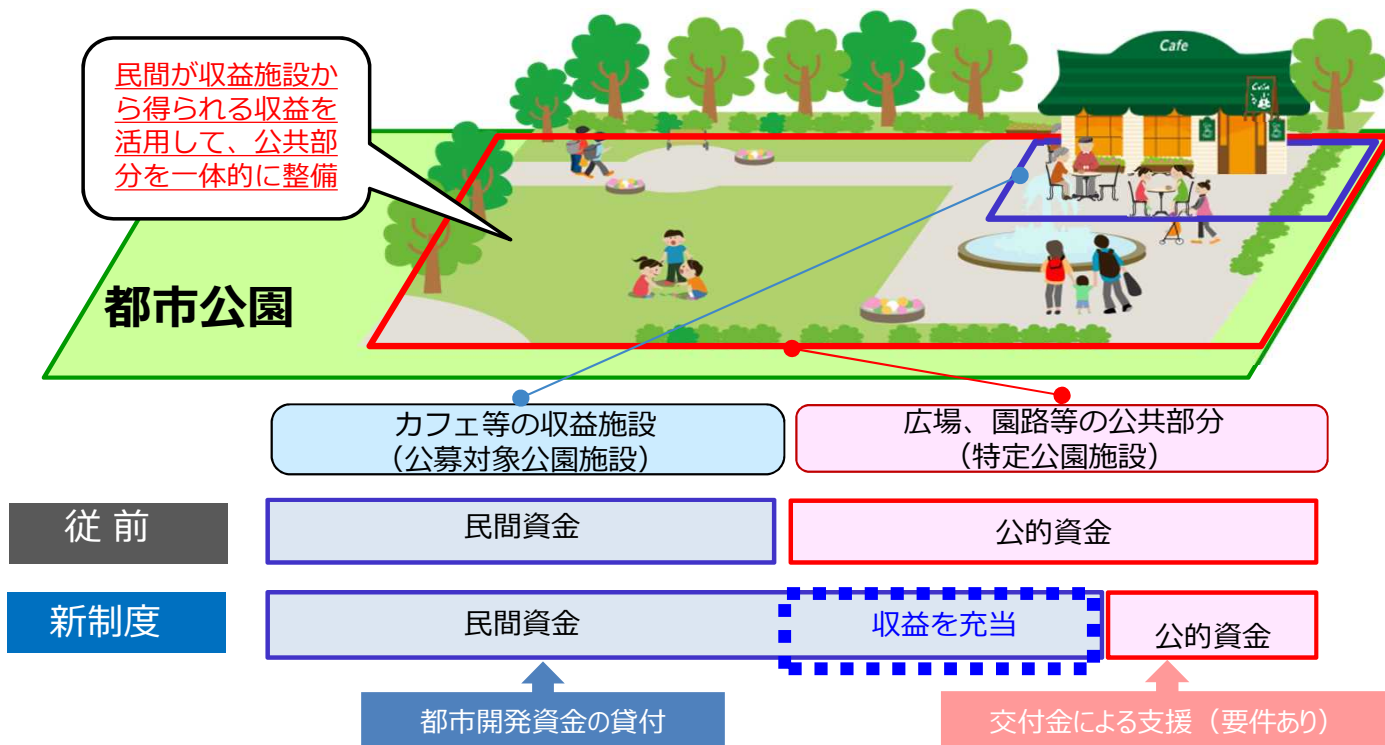 民間が収益施設か
ら得られる収益を
活用して、公共部
分を一体的に整備
Cafe
都市公園
カフェ等の収益施設
（公募対象公園施設）
広場、園路等の公共部分
（特定公園施設）
従 前
民間資金
公的資金
新制度
民間資金
収益を充当
公的資金
都市開発資金の貸付
交付金による支援（要件あり）